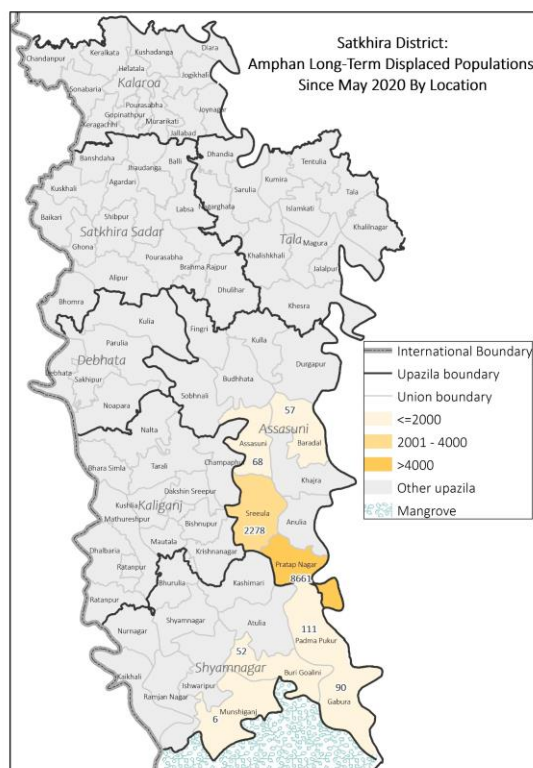 Satkhira District:
Amphan Long-Term Displaced Populations
Since May 2020 By Location
Keralkata
Kushadanga
Diara
Chandanpur
Helatala
Jogikhali
Kalaroa
Sonabaria
Pourasabha
Gopinathpur
Joynagar
Keragachhi
Murarikati
Jallabad
Banshdaha
Balli
Jhaudanga
Dhandia
Tentulia
Kushkhali
Agardari
Kumira
Sarulia
Tala
Labsa
Nagarghata
Islamkati
Baikari
Shibpur
Khalilnagar
Satkhira Sadar
Tala
Magura
Ghona
Pourasabha
Khalishkhali
Brahma Rajpur
Jalalpur
Alipur
Dhulihar
Bhomra
Khesra
Kulia
Fingri
Parulia
Kulla
Debhata
Durgapur
Debhata
Sakhipur
Budhhata
Noapara
Sobhnali
57
Nalta
Assasuni
Assasuni
Baradal
68
Bhara Simla
Tarali
Champaphul
Khajra
Dakshin Sreepur
Kushlia
Kaliganj
Sreeula
Mathureshpur
Bishnupur
2278
Anulia
Mautala
Dhalbaria
Krishnanagar
Ratanpur
Pratap Nagar
8661
Bhurulia
Kashimari
Ratanpur
Shyamnagar
Atulia
111
Nurnagar
Padma Pukur
52
Shyamnagar
Buri Goalini
Kaikhali
Ishwaripur
90
Ramjan Nagar
Gabura
Munshiganj
6
International Boundary
Upazila boundary
Union boundary
<=2000
2001 - 4000
>4000
Other upazila
Mangrove